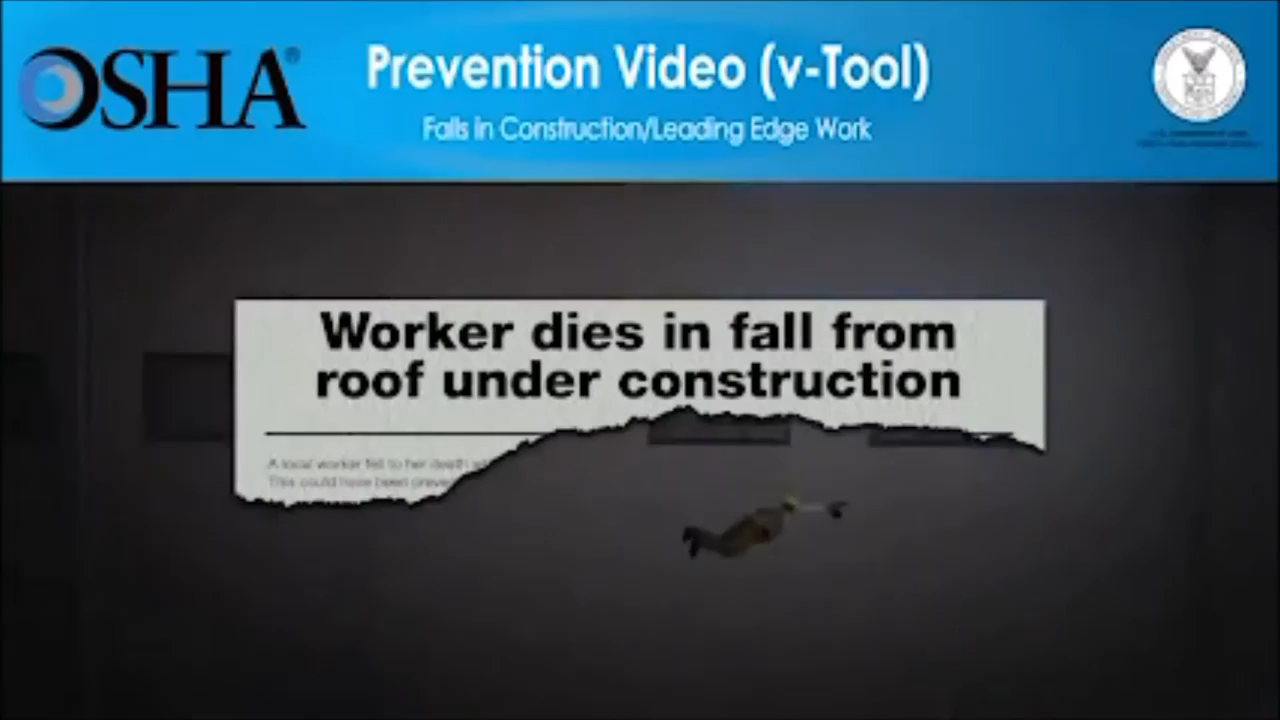 OSHA®
Prevention Video (v-Tool)
Falls in Construction/Leading Edge Work
Worker dies in fall from
roof under construction
A local worker fell to her death
This could have been preve